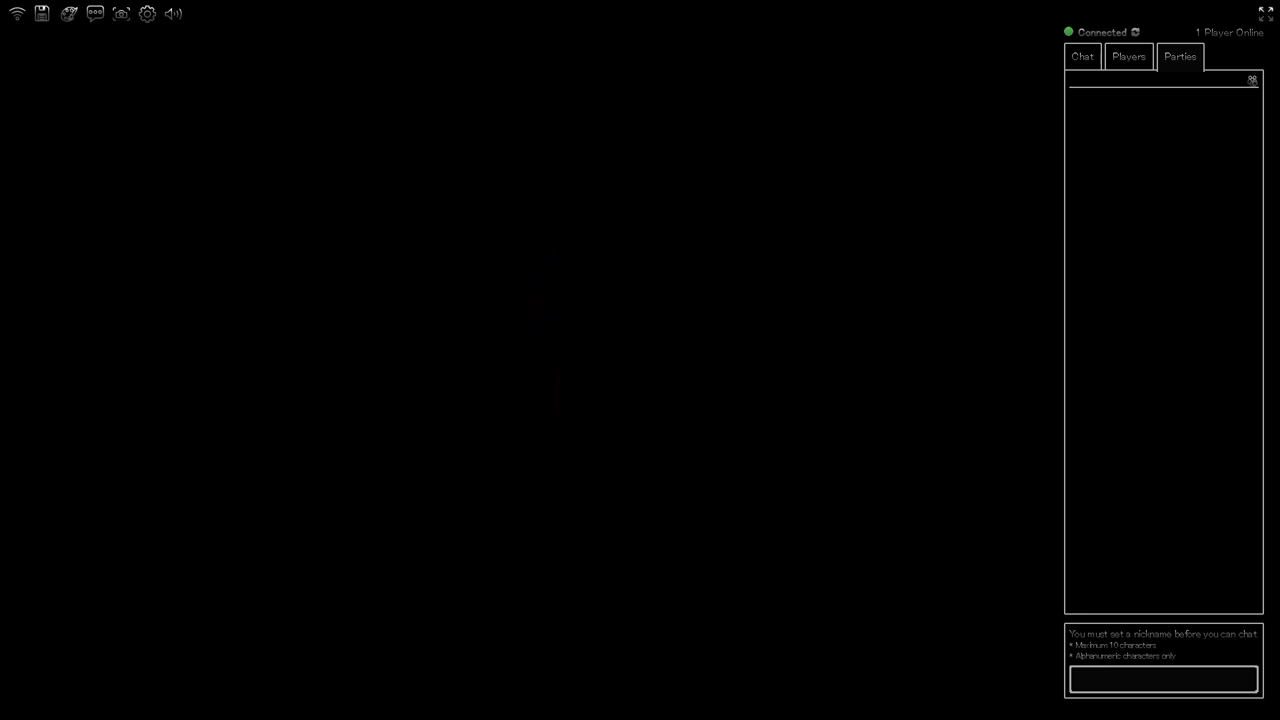 Connected
1 Player Online
Chat
Players
Parties
You must set a nickname before you can chat.
* Maximum 10 characters
* Alphanumeric characters only